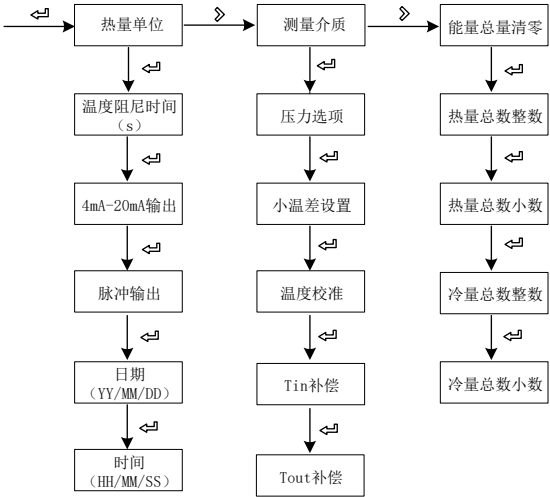 热量单位
测量介质
能量总量清零
温度阻尼时间
（s）
压力选项
热量总数整数
4mA-20mA输出
小温差设置
热量总数小数
脉冲输出
温度校准
冷量总数整数
日期
（YY/MM/DD）
Tin补偿
冷量总数小数
时间
（HH/MM/SS）
Tout补偿